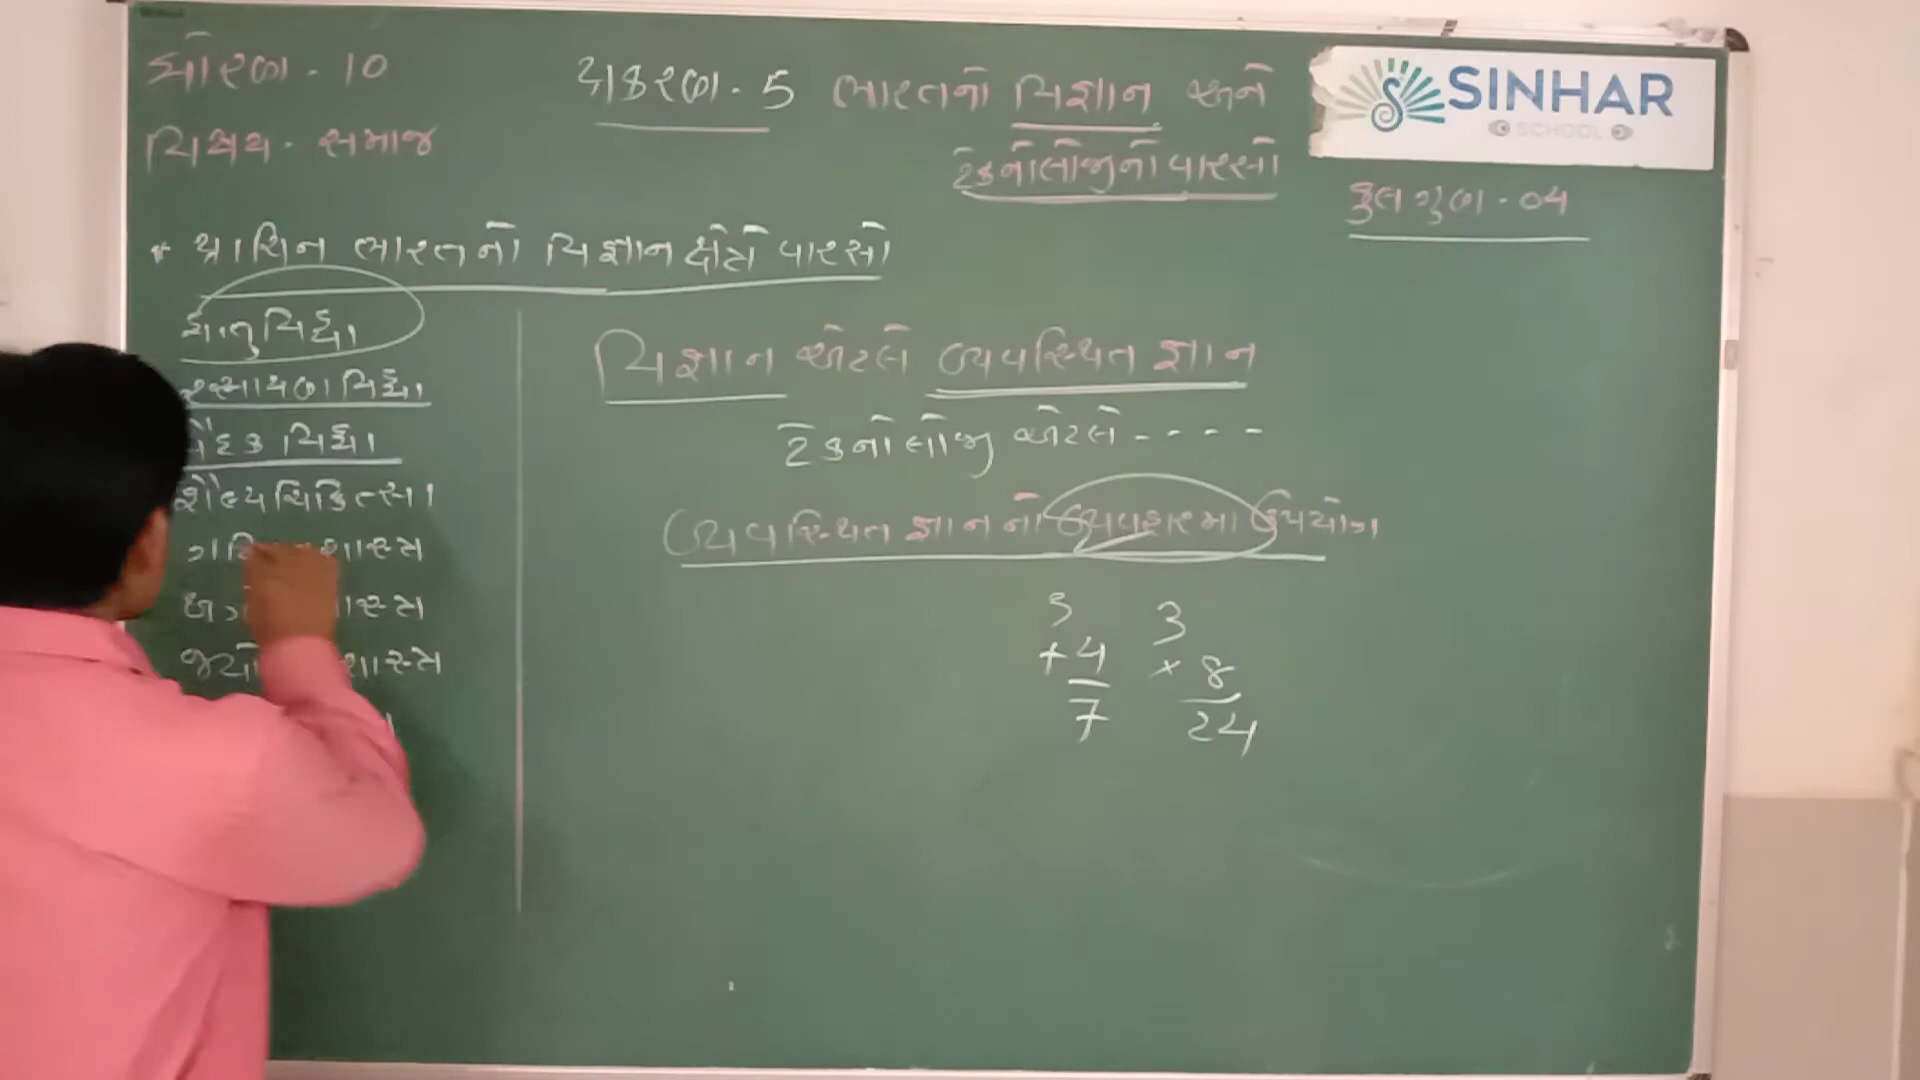 ધોરણ - 10
વિષય - સમાજ
પ્રકરણ - 5 ભારતનો વિજ્ઞાન અને
ટેકનોલોજીનો વારસો
SINHAR
SCHOOL
કુલ ગુણ - 04
* પ્રાચિન ભારતનો વિજ્ઞાન ક્ષેત્રે વારસો
ધાતુવિદ્યા
રસાયણવિદ્યા
વૈદકવિદ્યા
શૈલ્યચિકિત્સા
શાસ્ત્ર
વિજ્ઞાન એટલે વ્યવસ્થિત જ્ઞાન
ટેકનોલોજી એટલે - - - -
વ્યવસ્થિત જ્ઞાનનો વ્યવહારમા ઉપયોગ
3 3
+ 4 × 8
7 24